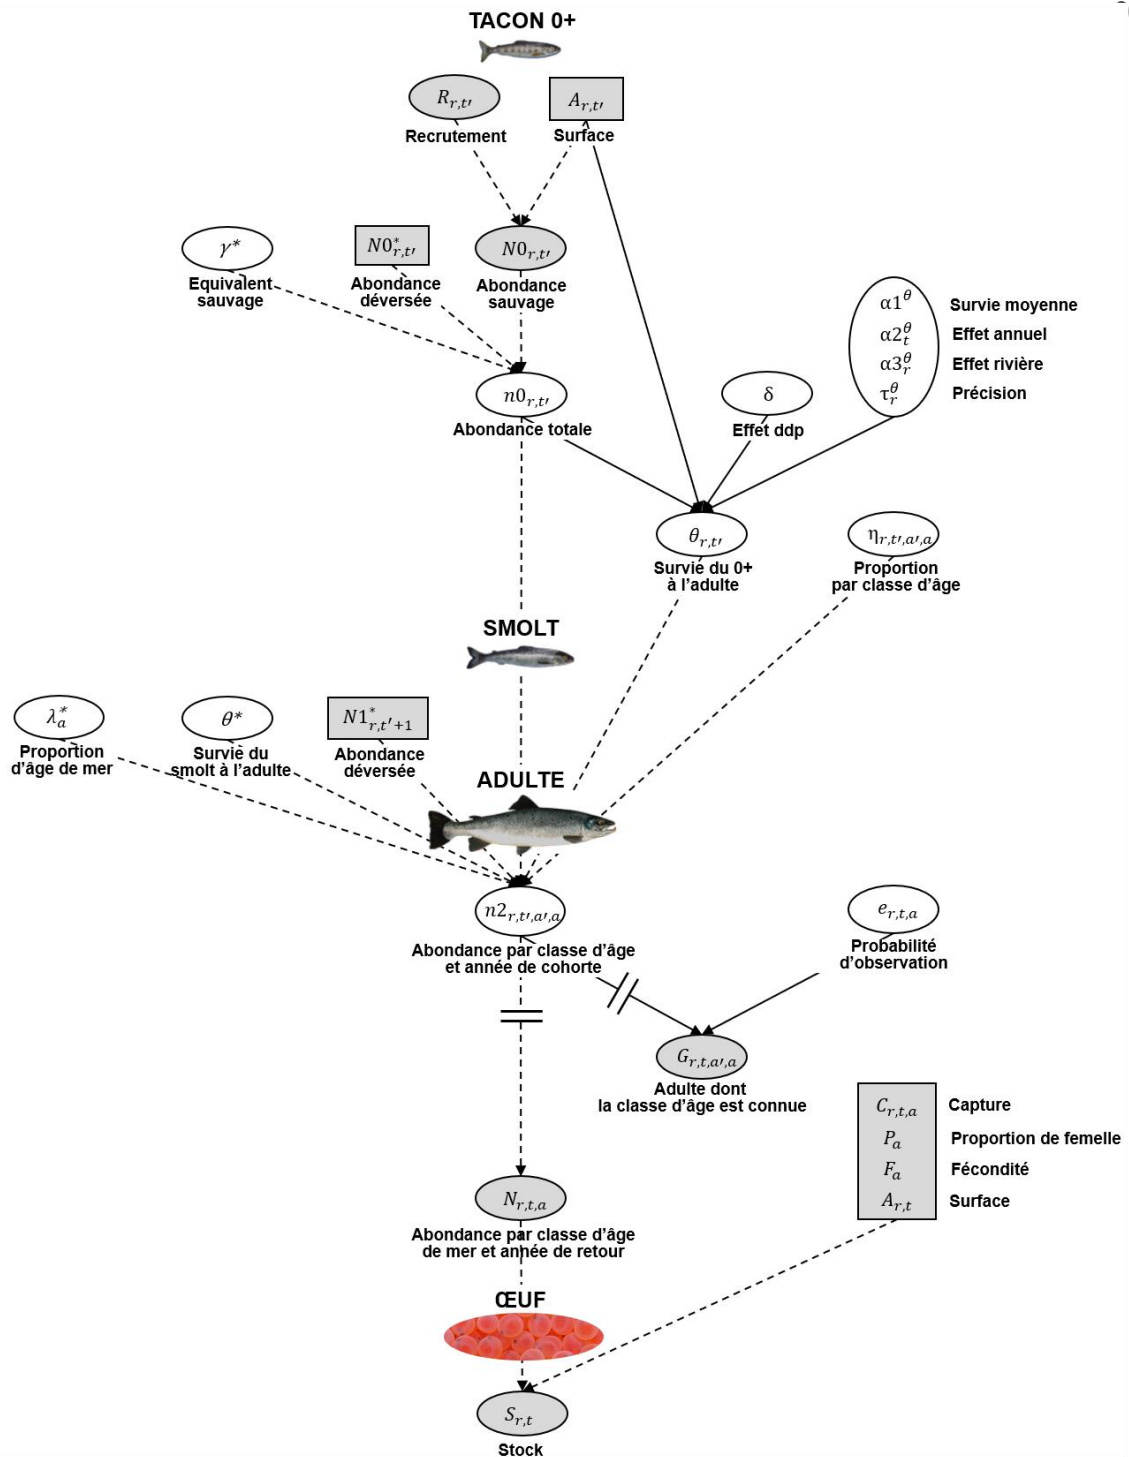 TACON 0+
R_{r,t′}
A_{r,t′}
Recrutement
Surface
γ*
N0*_{r,t′}
N0_{r,t′}
Equivalent
sauvage
Abondance
déversée
Abondance
sauvage
α1^θ
Survie moyenne
α2^θ_t
Effet annuel
α3^θ_r
Effet rivière
τ^θ_r
Précision
n0_{r,t′}
δ
Abondance totale
Effet ddp
θ_{r,t′}
η_{r,t′,a′,a}
Survie du 0+
à l’adulte
Proportion
par classe d’âge
SMOLT
λ*_a
θ*
N1*_{r,t′+1}
Proportion
d’âge de mer
Survie du
smolt à l’adulte
Abondance
déversée
ADULTE
n2_{r,t′,a′,a}
e_{r,t,a}
Abondance par classe d’âge
et année de cohorte
Probabilité
d’observation
G_{r,t,a′,a}
Adulte dont
la classe d’âge est connue
C_{r,t,a}
Capture
P_a
Proportion de femelle
F_a
Fécondité
A_{r,t}
Surface
N_{r,t,a}
Abondance par classe d’âge
de mer et année de retour
ŒUF
S_{r,t}
Stock